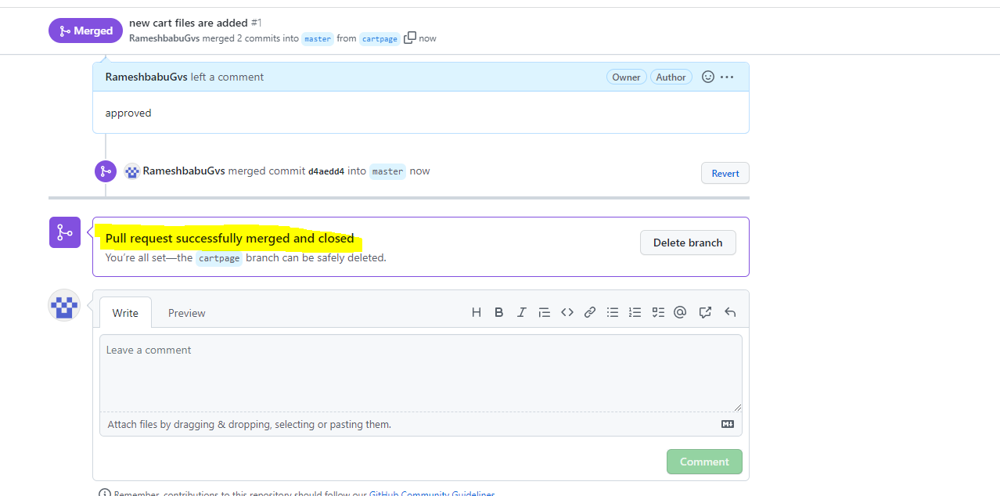 Merged
new cart files are added #1
RameshbabuGvs merged 2 commits into master from cartpage now
RameshbabuGvs left a comment
Owner
Author
approved
RameshbabuGvs merged commit d4aedd4 into master now
Revert
Pull request successfully merged and closed
You're all set—the cartpage branch can be safely deleted.
Delete branch
Write
Preview
Leave a comment
Attach files by dragging & dropping, selecting or pasting them.
Comment
Remember, contributions to this repository should follow our GitHub Community Guidelines.